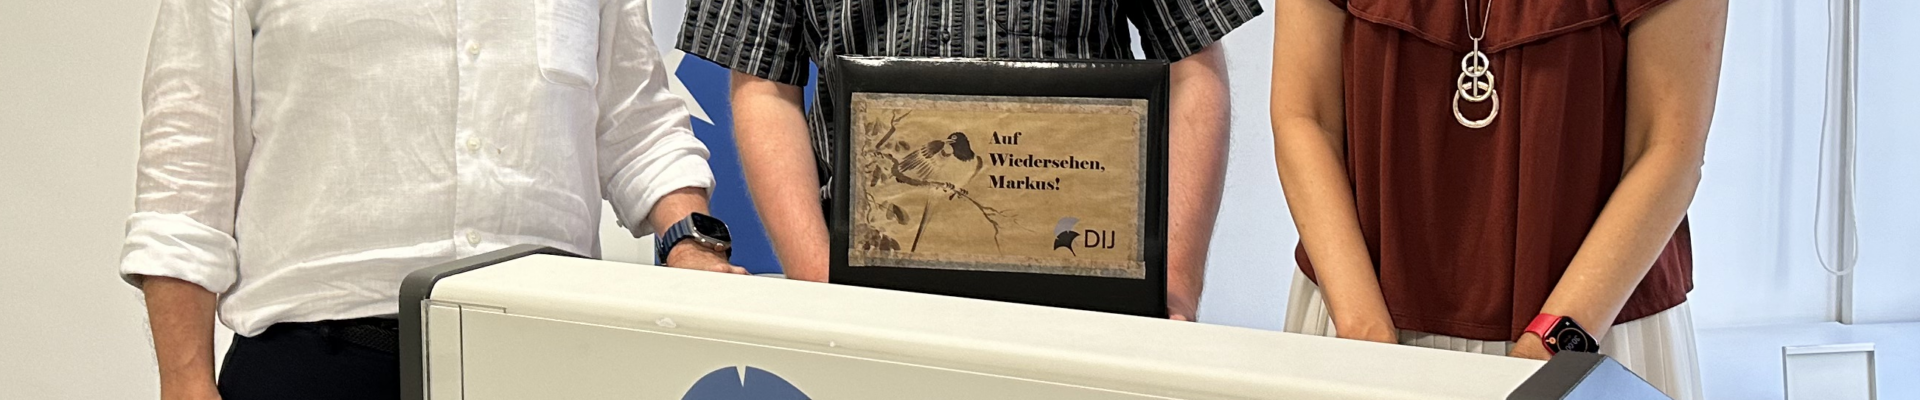 Auf
Wiedersehen,
Markus!
DIJ